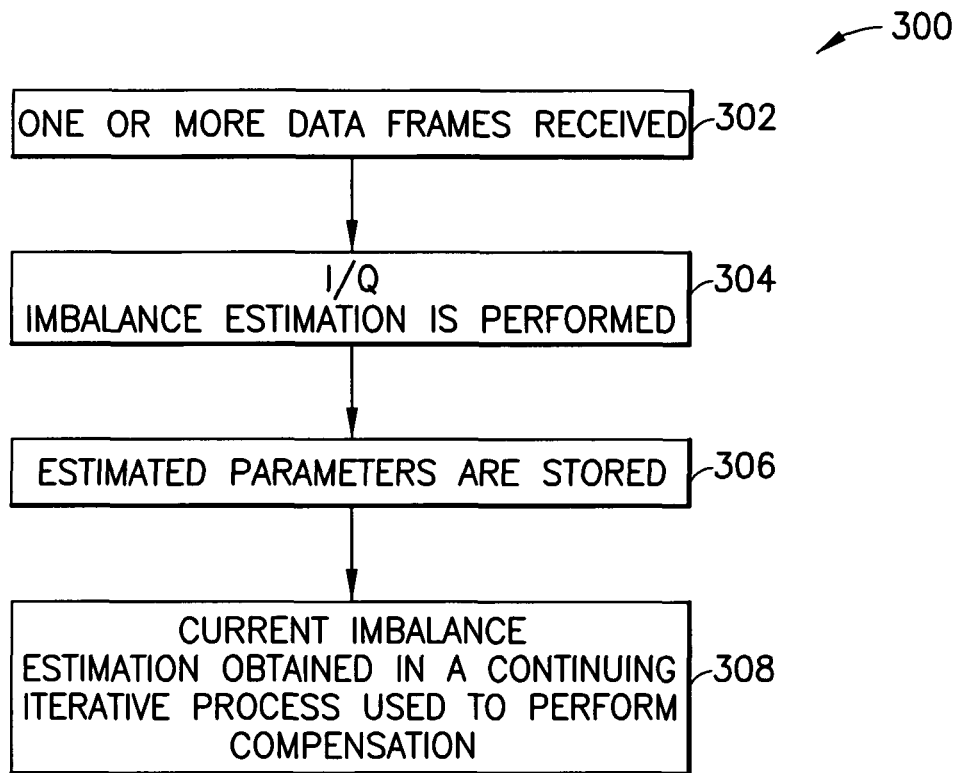 300
ONE OR MORE DATA FRAMES RECEIVED
302
I/Q
IMBALANCE ESTIMATION IS PERFORMED
304
ESTIMATED PARAMETERS ARE STORED
306
CURRENT IMBALANCE
ESTIMATION OBTAINED IN A CONTINUING
ITERATIVE PROCESS USED TO PERFORM
COMPENSATION
308